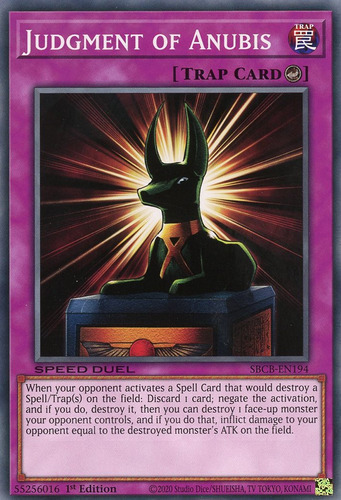 JUDGMENT OF ANUBIS
TRAP
罠
[TRAP CARD]
SPEED DUEL
SBCB-EN194
When your opponent activates a Spell Card that would destroy a
Spell/Trap(s) on the field: Discard 1 card; negate the activation,
and if you do, destroy it, then you can destroy 1 face-up monster
your opponent controls, and if you do that, inflict damage to your
opponent equal to the destroyed monster's ATK on the field.
55256016 1st Edition ©2020 Studio Dice/SHUEISHA, TV TOKYO, KONAMI